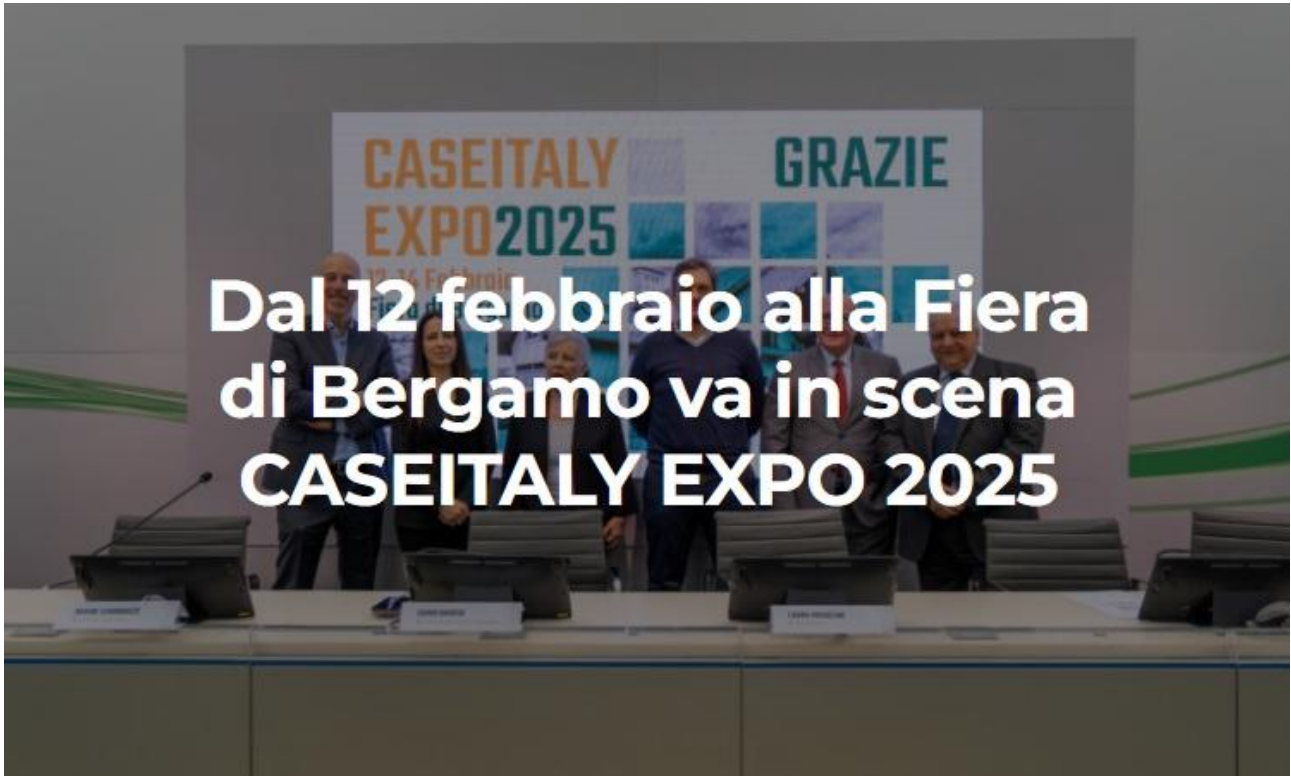 CASEITALY
GRAZIE
EXPO2025
Dal 12 febbraio alla Fiera
di Bergamo va in scena
CASEITALY EXPO 2025